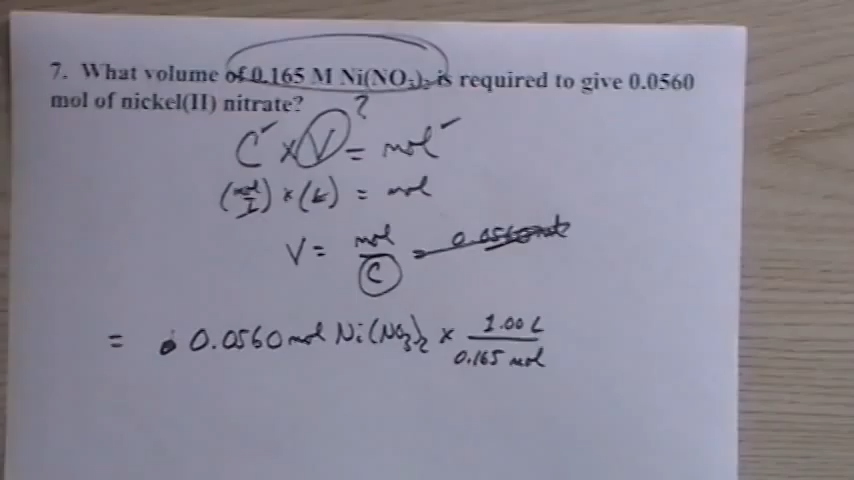 7. What volume of 0.165 M Ni(NO₃)₂ is required to give 0.0560
mol of nickel(II) nitrate?
?
C × V = mol
(mol/L) × (L) = mol
V = mol/C =
= 0.0560 mol Ni(NO₃)₂ × 1.00 L/0.165 mol